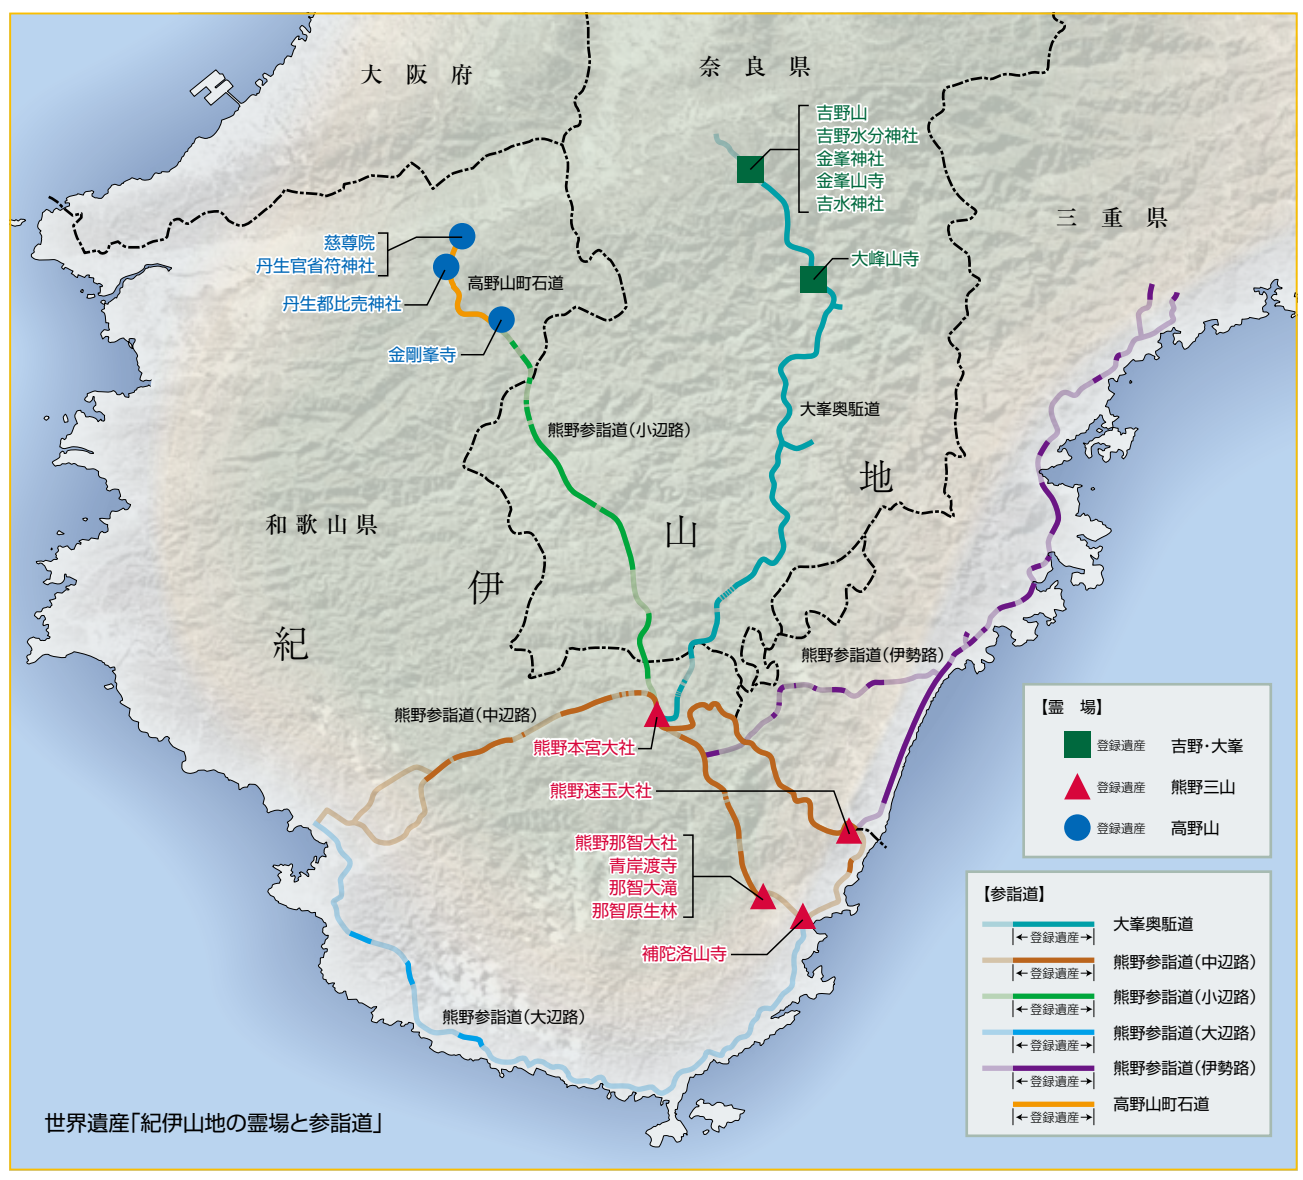 大阪府
奈良県
三重県
和歌山県
紀
伊
山
地
吉野山
吉野水分神社
金峯神社
金峯山寺
吉水神社
大峰山寺
慈尊院
丹生官省符神社
丹生都比売神社
高野山町石道
金剛峯寺
大峯奥駈道
熊野参詣道(小辺路)
熊野参詣道(伊勢路)
熊野参詣道(中辺路)
熊野本宮大社
熊野速玉大社
熊野那智大社
青岸渡寺
那智大滝
那智原生林
補陀洛山寺
熊野参詣道(大辺路)
世界遺産「紀伊山地の霊場と参詣道」
【霊 場】
登録遺産 吉野・大峯
登録遺産 熊野三山
登録遺産 高野山
【参詣道】
大峯奥駈道
登録遺産
熊野参詣道(中辺路)
登録遺産
熊野参詣道(小辺路)
登録遺産
熊野参詣道(大辺路)
登録遺産
熊野参詣道(伊勢路)
登録遺産
高野山町石道
登録遺産